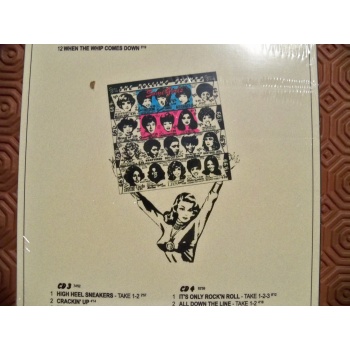 12 WHEN THE WHIP COMES DOWN
CD 3
1 HIGH HEEL SNEAKERS - TAKE 1-2
2 CRACKIN' UP
CD 4
1 IT'S ONLY ROCK'N ROLL - TAKE 1-2-3
2 ALL DOWN THE LINE - TAKE 1-2